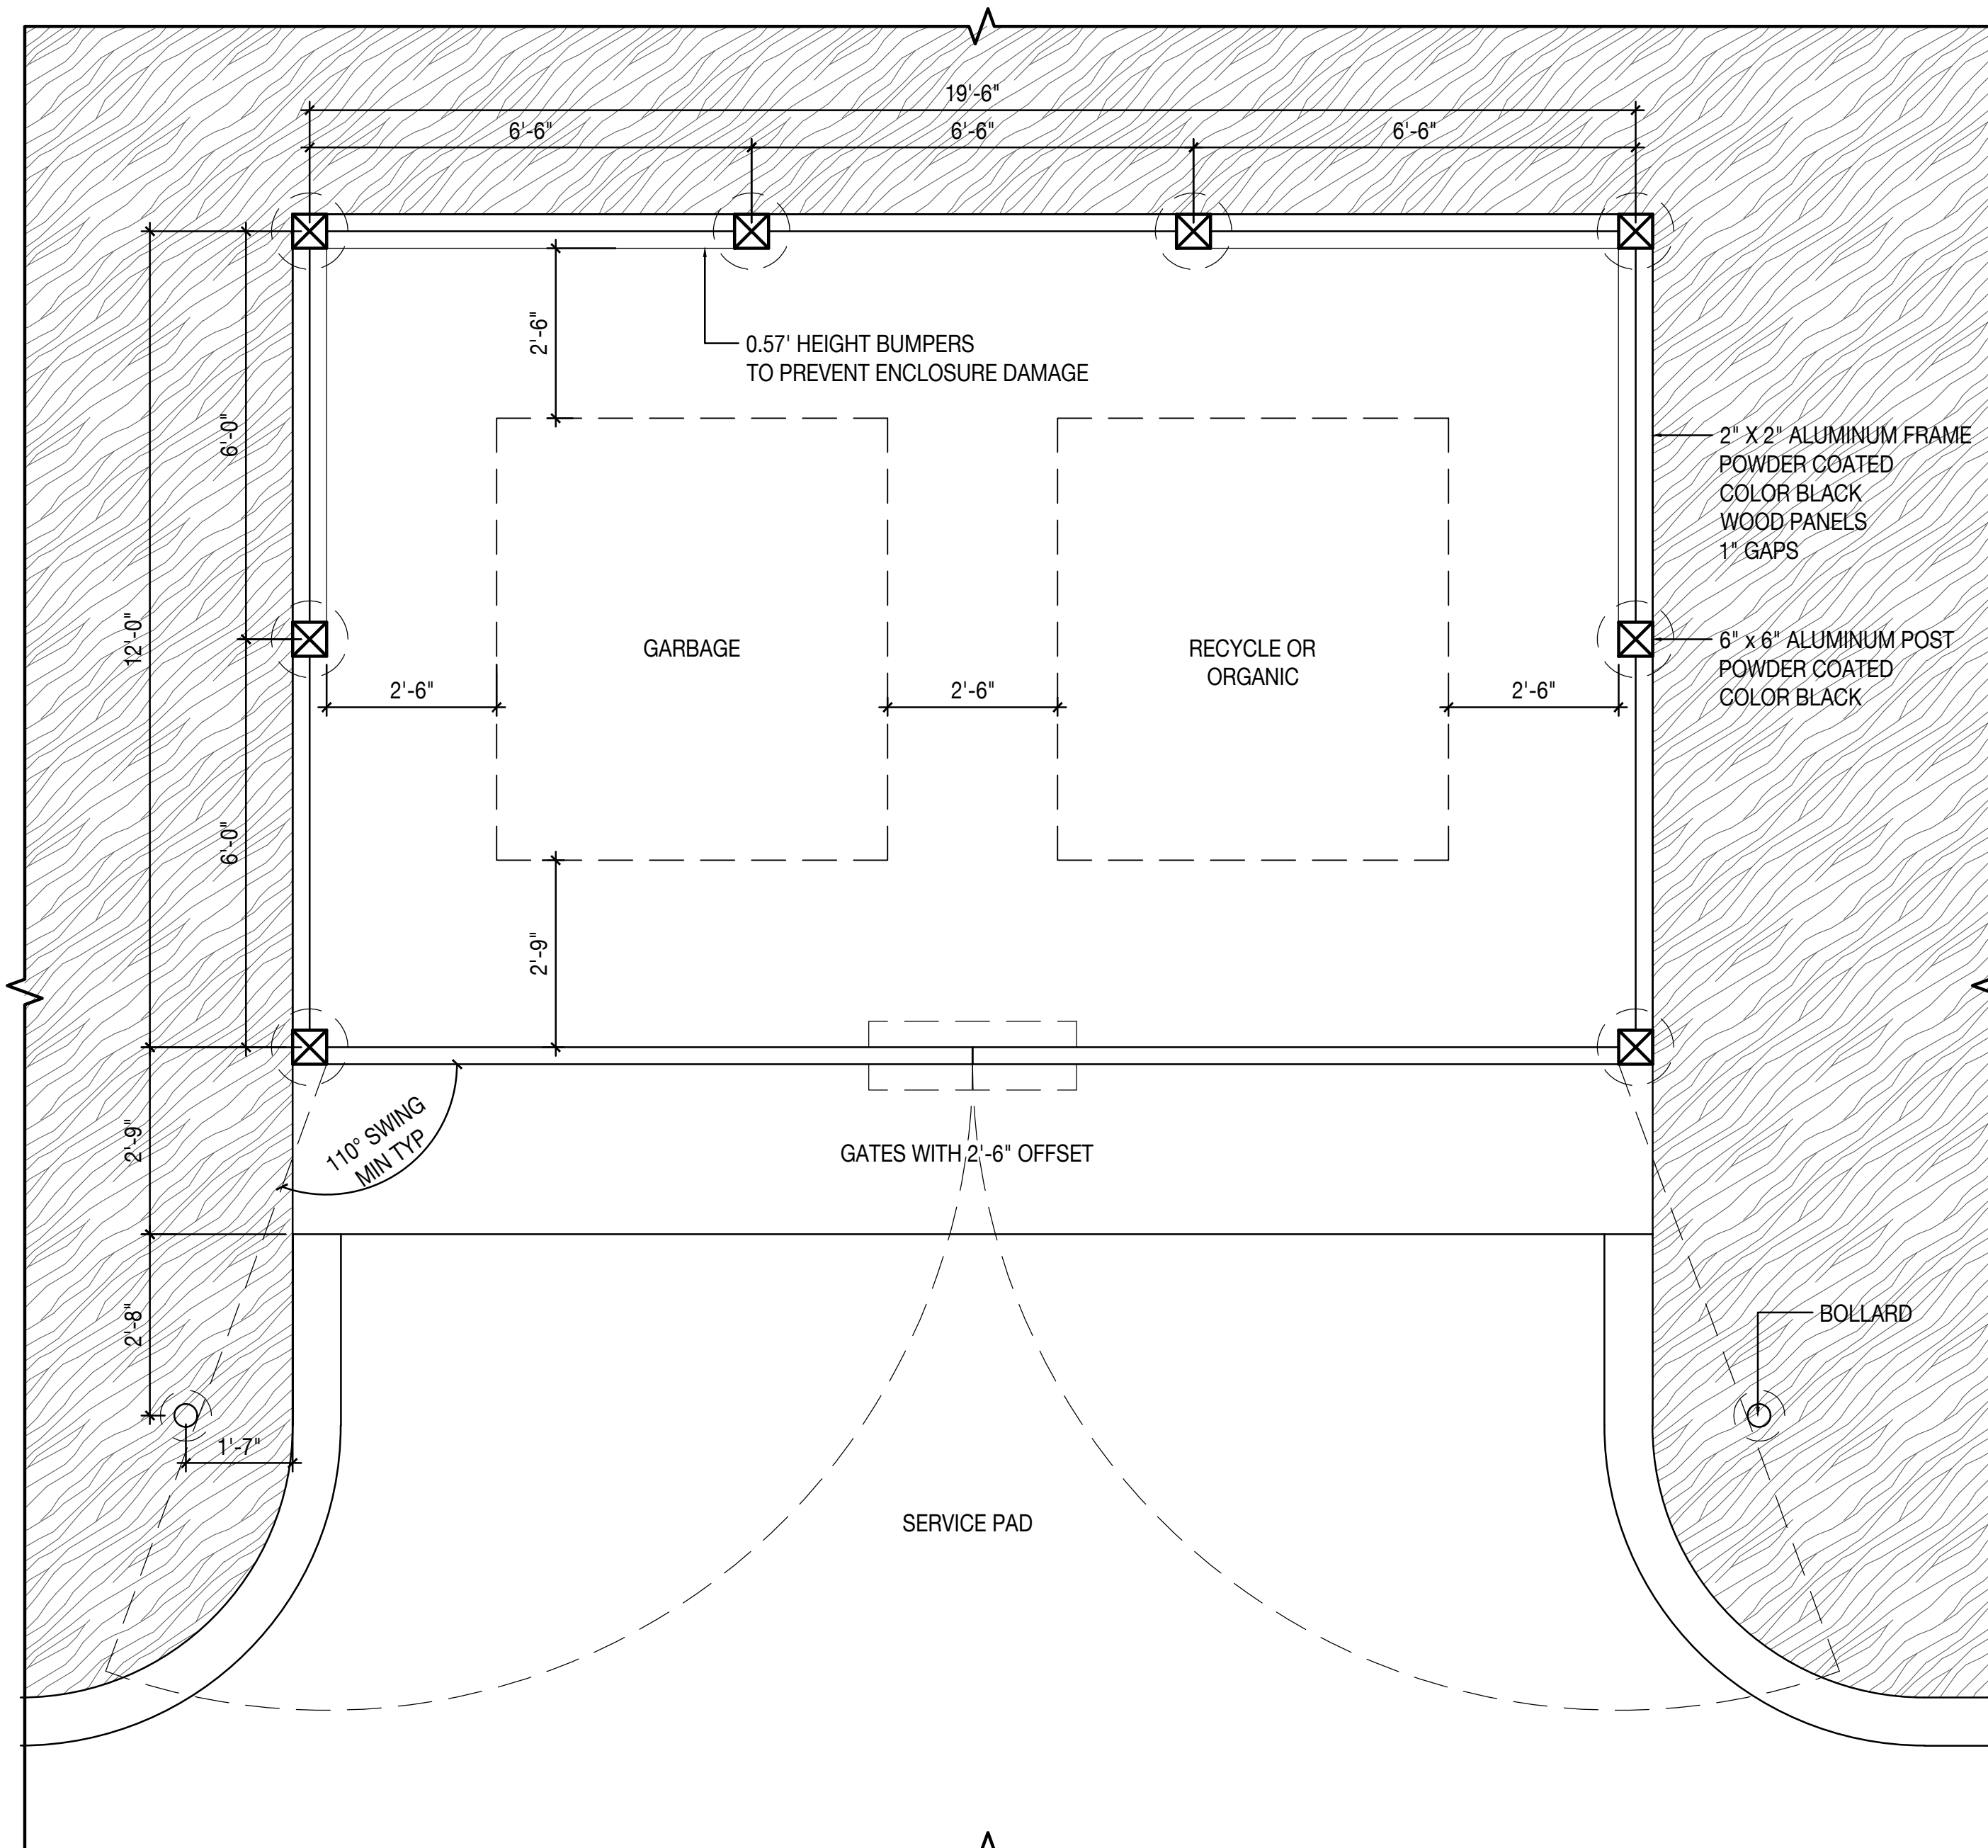 19'-6"
6'-6"
6'-6"
6'-6"
2'-6"
0.57' HEIGHT BUMPERS
TO PREVENT ENCLOSURE DAMAGE
6'-0"
2" X 2" ALUMINUM FRAME
POWDER COATED
COLOR BLACK
WOOD PANELS
1" GAPS
12'-0"
GARBAGE
RECYCLE OR
ORGANIC
6" x 6" ALUMINUM POST
POWDER COATED
COLOR BLACK
2'-6"
2'-6"
2'-6"
6'-0"
2'-9"
2'-9"
110° SWING
MIN TYP
GATES WITH 2'-6" OFFSET
2'-8"
BOLLARD
1'-7"
SERVICE PAD